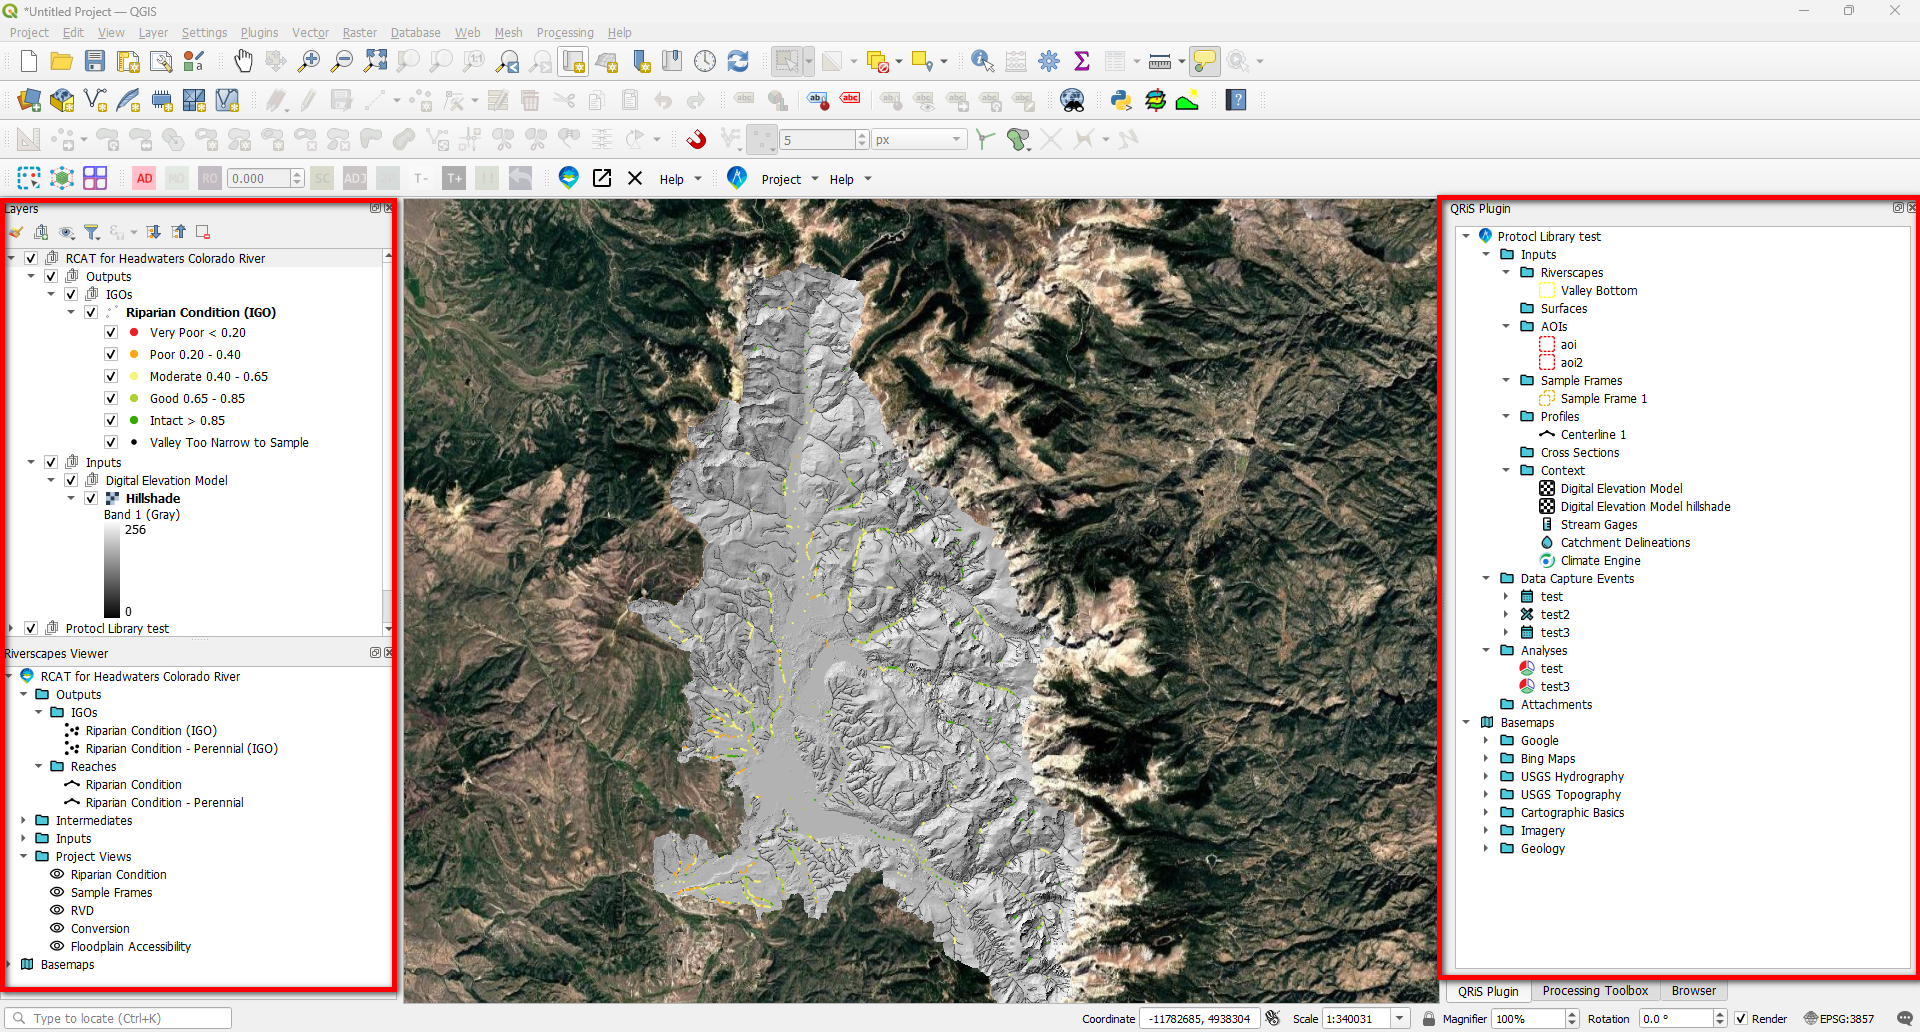 *Untitled Project — QGIS
Project Edit View Layer Settings Plugins Vector Raster Database Web Mesh Processing Help
abc ab abc
5 px
AD MO RO 0.000 SC ADJ T- T+ Help Project Help
Layers
RCAT for Headwaters Colorado River
Outputs
IGOs
Riparian Condition (IGO)
Very Poor < 0.20
Poor 0.20 - 0.40
Moderate 0.40 - 0.65
Good 0.65 - 0.85
Intact > 0.85
Valley Too Narrow to Sample
Inputs
Digital Elevation Model
Hillshade
Band 1 (Gray)
256
0
Protocl Library test
Riverscapes Viewer
RCAT for Headwaters Colorado River
Outputs
IGOs
Riparian Condition (IGO)
Riparian Condition - Perennial (IGO)
Reaches
Riparian Condition
Riparian Condition - Perennial
Intermediates
Inputs
Project Views
Riparian Condition
Sample Frames
RVD
Conversion
Floodplain Accessibility
Basemaps
QRiS Plugin
Protocl Library test
Inputs
Riverscapes
Valley Bottom
Surfaces
AOIs
aoi
aoi2
Sample Frames
Sample Frame 1
Profiles
Centerline 1
Cross Sections
Context
Digital Elevation Model
Digital Elevation Model hillshade
Stream Gages
Catchment Delineations
Climate Engine
Data Capture Events
test
test2
test3
Analyses
test
test3
Attachments
Basemaps
Google
Bing Maps
USGS Hydrography
USGS Topography
Cartographic Basics
Imagery
Geology
QRiS Plugin Processing Toolbox Browser
Type to locate (Ctrl+K) Coordinate -11782685, 4938304 Scale 1:340031 Magnifier 100% Rotation 0.0 ° Render EPSG:3857